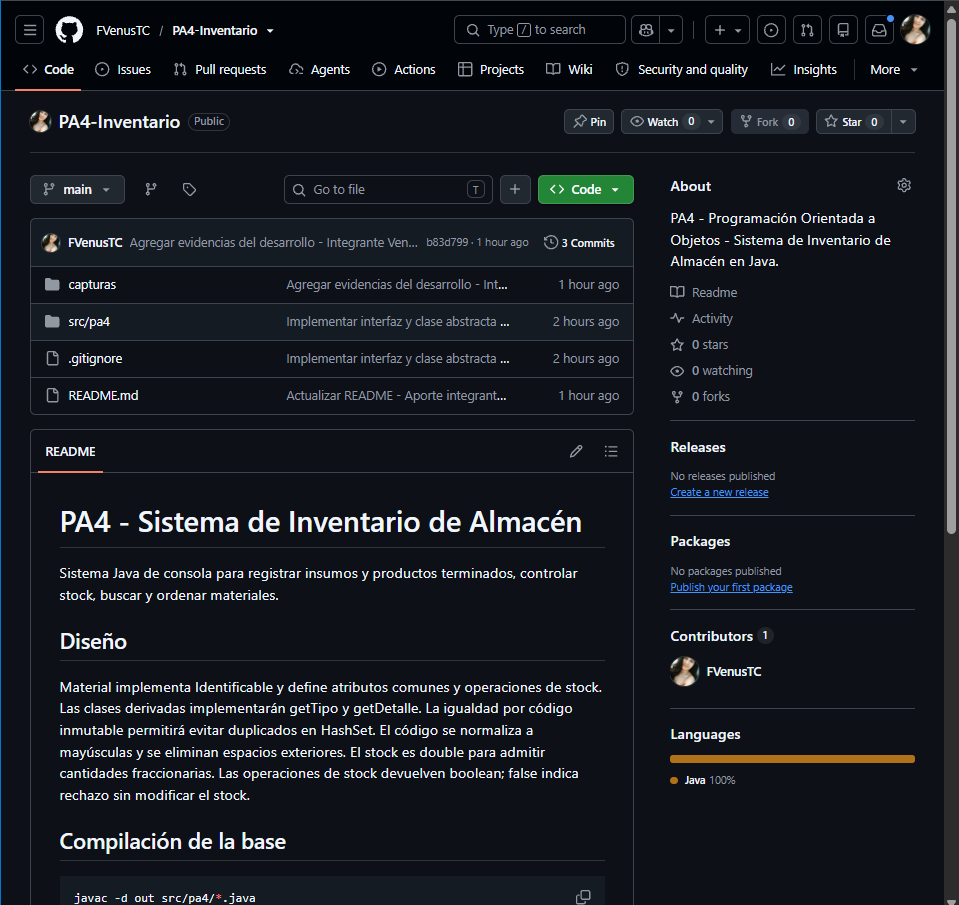 FVenusTC / PA4-Inventario
Type / to search
Code Issues Pull requests Agents Actions Projects Wiki Security and quality Insights More
PA4-Inventario Public
Pin Watch 0 Fork 0 Star 0
main
Go to file T
Code
FVenusTC Agregar evidencias del desarrollo - Integrante Ven... b83d799 · 1 hour ago 3 Commits
capturas Agregar evidencias del desarrollo - Int... 1 hour ago
src/pa4 Implementar interfaz y clase abstracta ... 2 hours ago
.gitignore Implementar interfaz y clase abstracta ... 2 hours ago
README.md Actualizar README - Aporte integrant... 1 hour ago
README
PA4 - Sistema de Inventario de Almacén
Sistema Java de consola para registrar insumos y productos terminados, controlar
stock, buscar y ordenar materiales.
Diseño
Material implementa Identificable y define atributos comunes y operaciones de stock.
Las clases derivadas implementarán getTipo y getDetalle. La igualdad por código
inmutable permitirá evitar duplicados en HashSet. El código se normaliza a
mayúsculas y se eliminan espacios exteriores. El stock es double para admitir
cantidades fraccionarias. Las operaciones de stock devuelven boolean; false indica
rechazo sin modificar el stock.
Compilación de la base
javac -d out src/pa4/*.java
About
PA4 - Programación Orientada a
Objetos - Sistema de Inventario de
Almacén en Java.
Readme
Activity
0 stars
0 watching
0 forks
Releases
No releases published
Create a new release
Packages
No packages published
Publish your first package
Contributors 1
FVenusTC
Languages
Java 100%